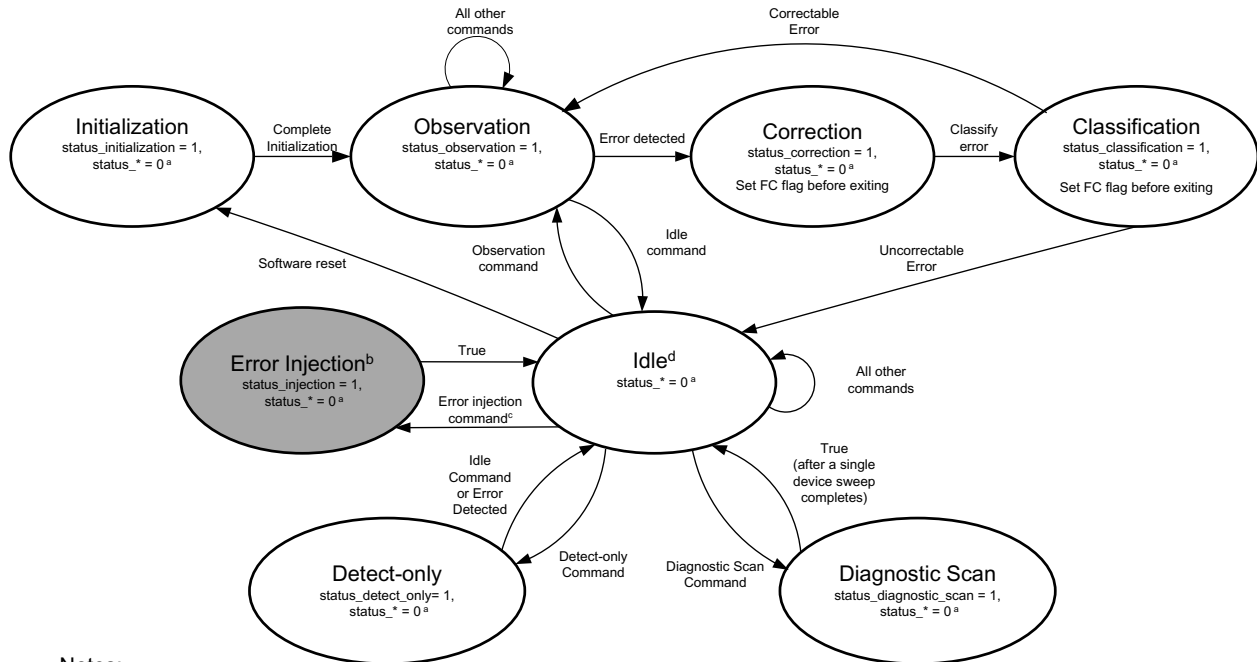 All other
commands
Correctable
Error
Initialization
status_initialization = 1,
status_* = 0 a
Complete
Initialization
Observation
status_observation = 1,
status_* = 0 a
Error detected
Correction
status_correction = 1,
status_* = 0 a
Set FC flag before exiting
Classify
error
Classification
status_classification = 1,
status_* = 0 a
Set FC flag before exiting
Software reset
Observation
command
Idle
command
Uncorrectable
Error
Error Injection b
status_injection = 1,
status_* = 0 a
True
Error injection
command c
Idle d
status_* = 0 a
All other
commands
Idle
Command
or Error
Detected
True
(after a single
device sweep
completes)
Detect-only
Command
Diagnostic Scan
Command
Detect-only
status_detect_only= 1,
status_* = 0 a
Diagnostic Scan
status_diagnostic_scan = 1,
status_* = 0 a
Notes: